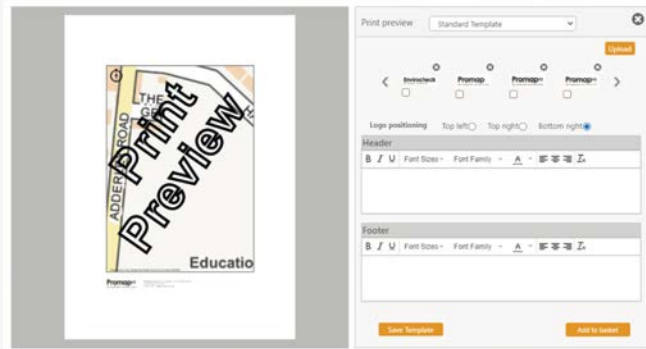 Print preview
Standard Template
Upload
Envirocheck
Promap
Promap
Promap
Logo positioning
Top left
Top right
Bottom right
Header
B I U Font Sizes Font Family A
Footer
B I U Font Sizes Font Family A
Save Template
Add to basket
THE
GE
ROAD
ADDERE
Print
Preview
Educatio
Promap